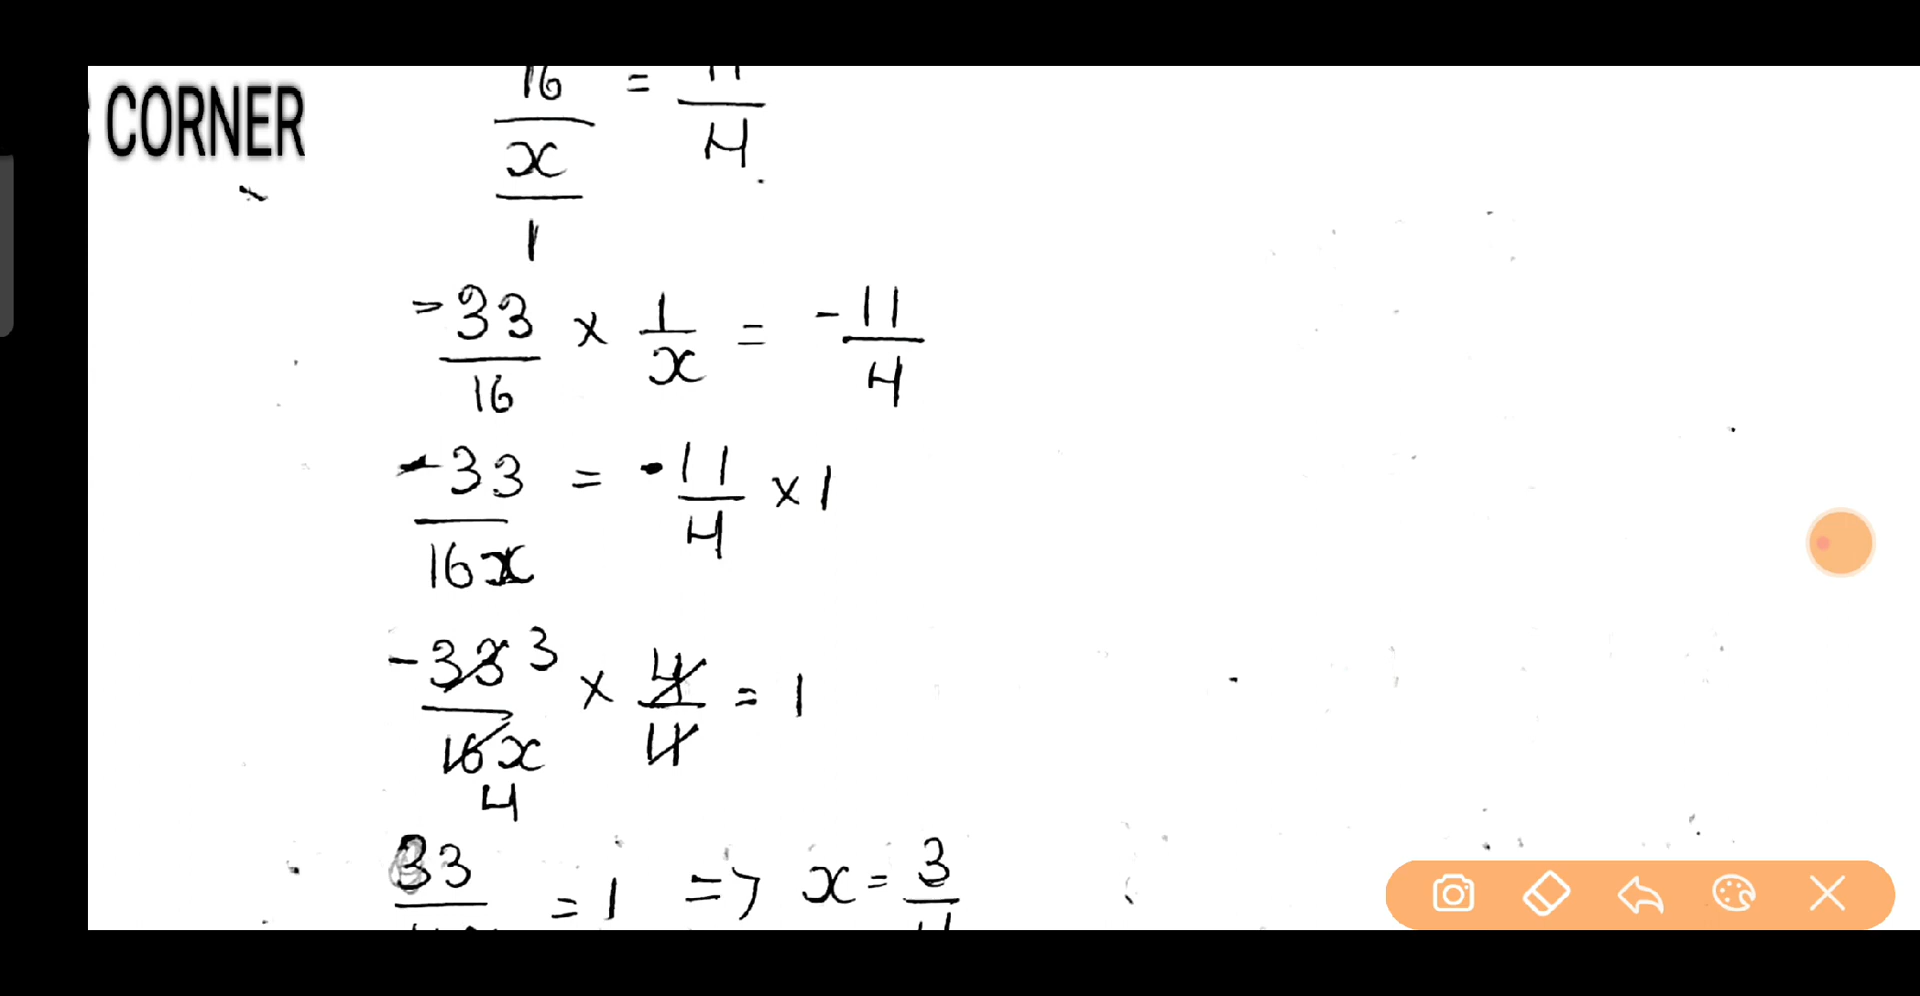 CORNER
16/x/1 = 11/4
-33/16 × 1/x = -11/4
-33/16x = -11/4 × 1
-33 3/16x 4 × 4/4 = 1
33 = 1 => x = 3/4